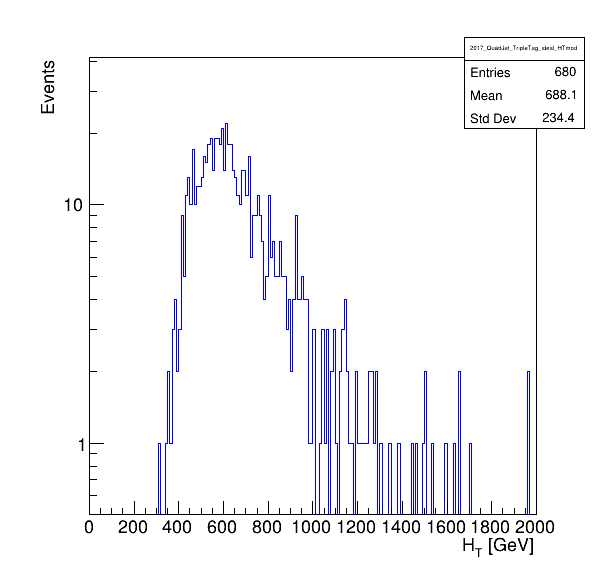 2017_QuadJet_TripleTag_ideal_HTmod
Entries 680
Mean 688.1
Std Dev 234.4
Events
10
1
0 200 400 600 800 1000 1200 1400 1600 1800 2000
H_T [GeV]